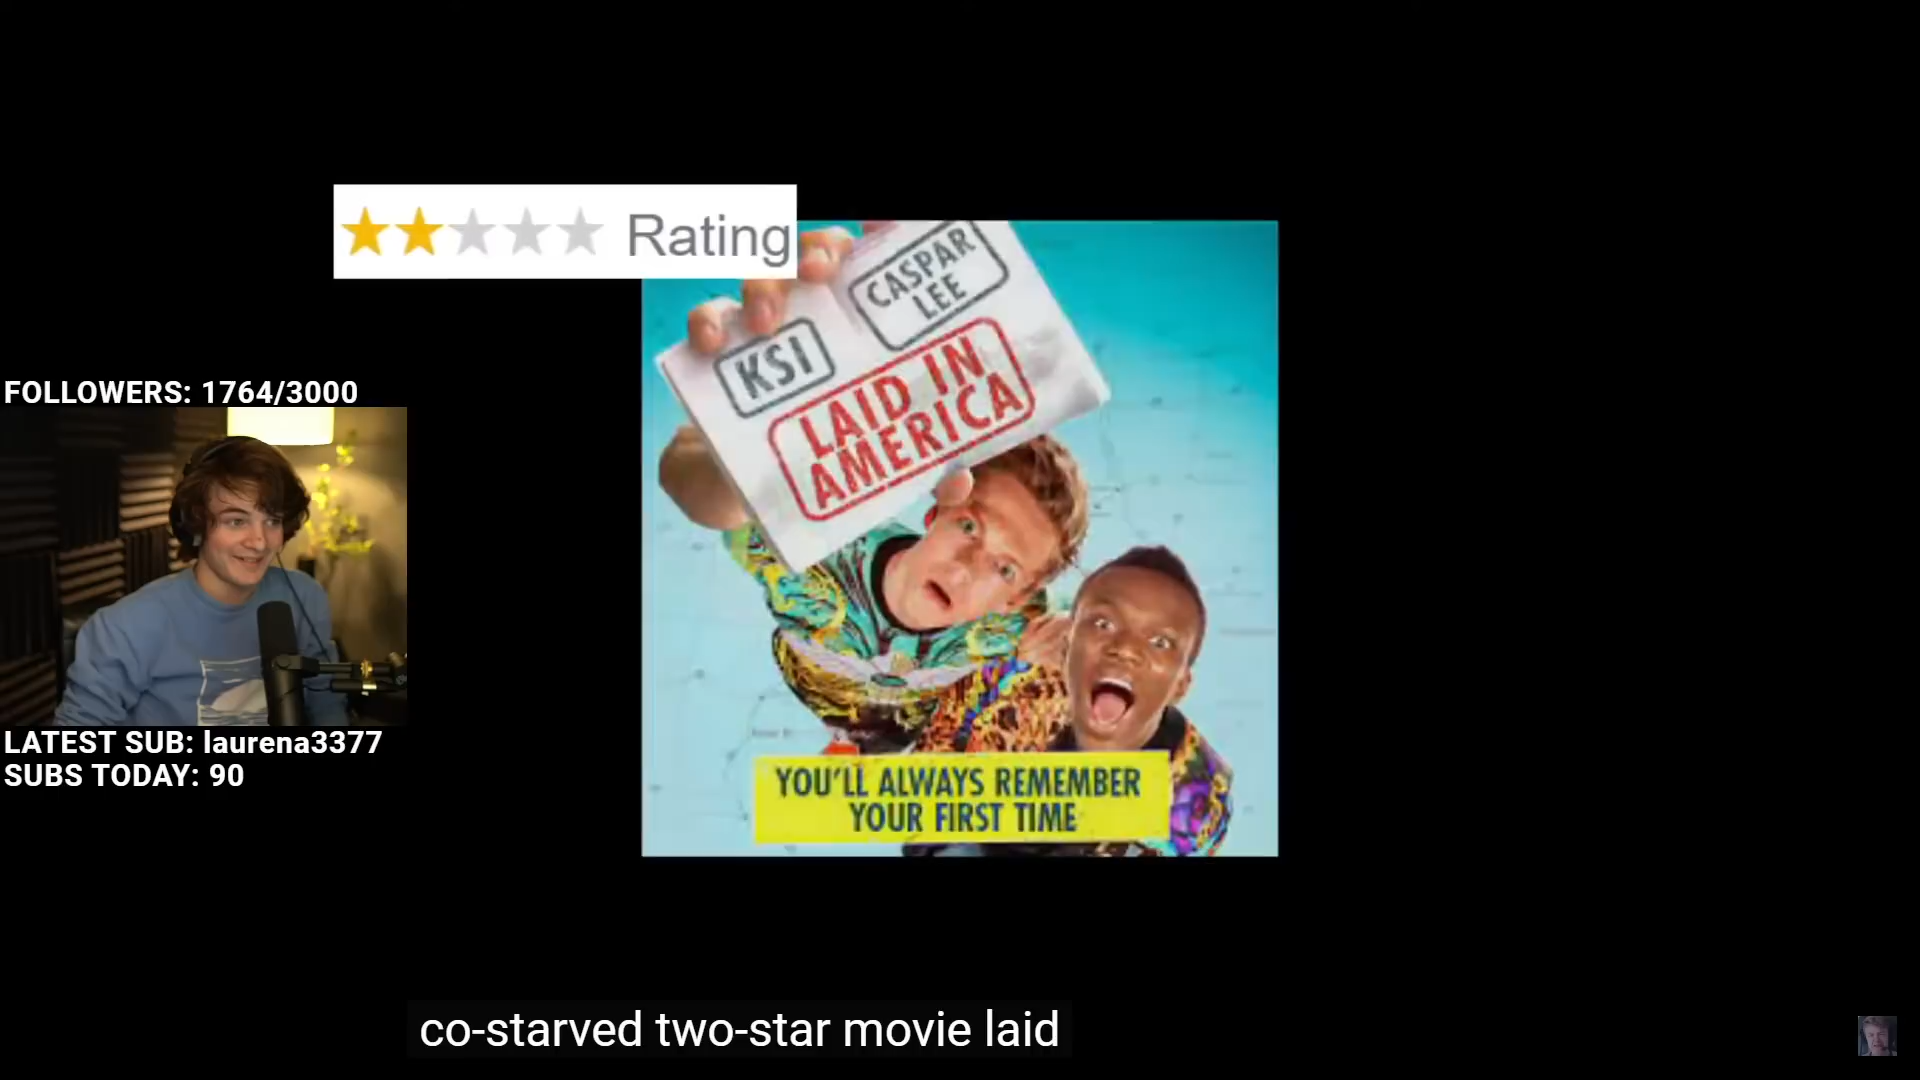 Rating
CASPAR
LEE
KSI
LAID IN
AMERICA
FOLLOWERS: 1764/3000
LATEST SUB: laurena3377
SUBS TODAY: 90
YOU'LL ALWAYS REMEMBER
YOUR FIRST TIME
co-starved two-star movie laid